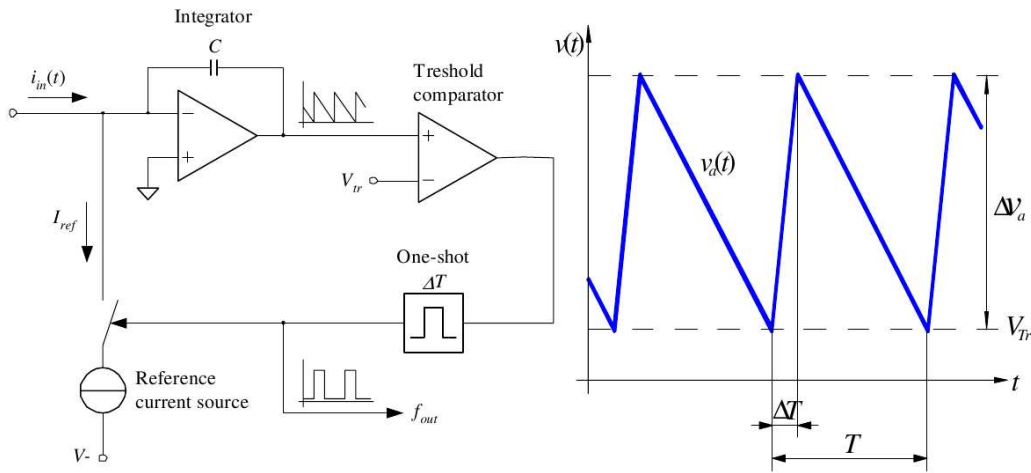 Integrator
C
i_in(t)
−
+
Treshold
comparator
+
−
V_tr
I_ref
One-shot
ΔT
Reference
current source
V-
f_out
v(t)
v_a(t)
Δv_a
V_Tr
t
ΔT
T